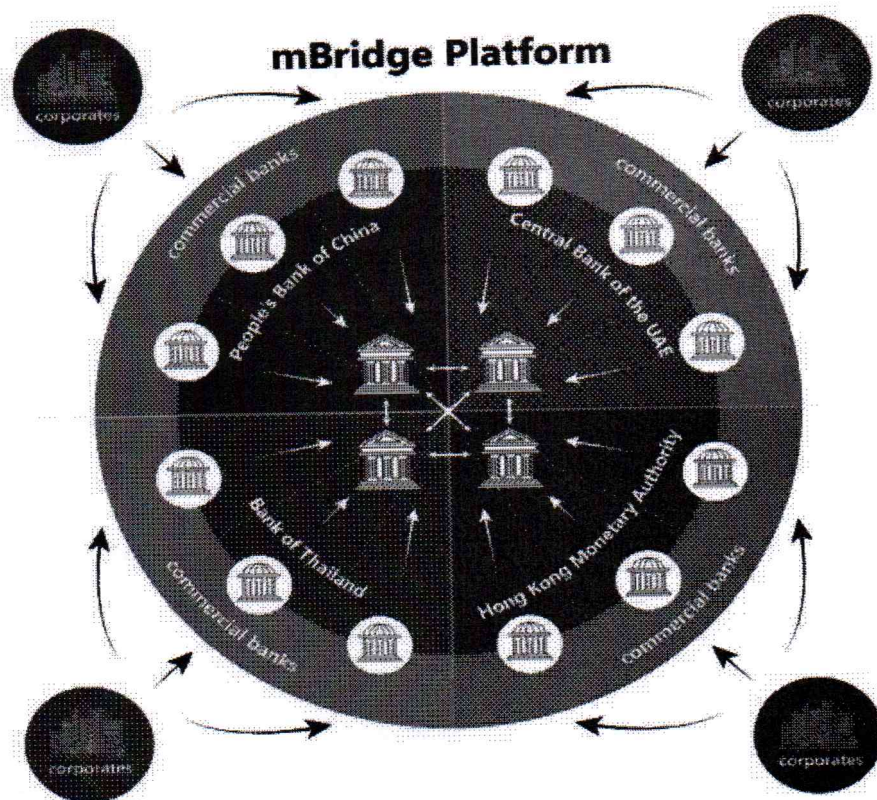 mBridge Platform
corporates
corporates
commercial banks
commercial banks
People's Bank of China
Central Bank of the UAE
Bank of Thailand
Hong Kong Monetary Authority
commercial banks
commercial banks
corporates
corporates